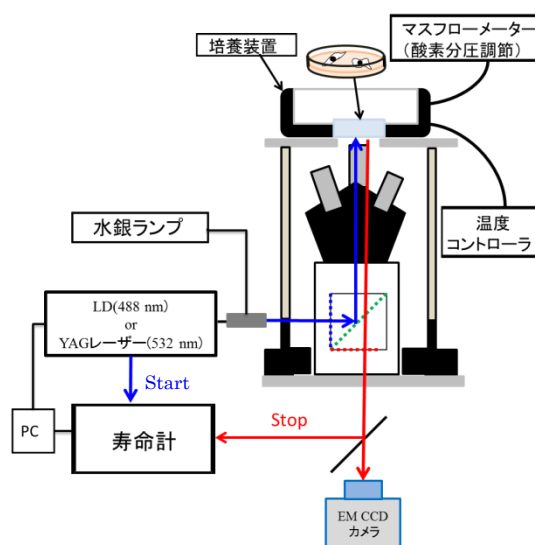 培養装置
マスフローメーター
（酸素分圧調節）
温度
コントローラ
水銀ランプ
LD(488 nm)
or
YAGレーザー(532 nm)
Start
PC
寿命計
Stop
EM CCD
カメラ